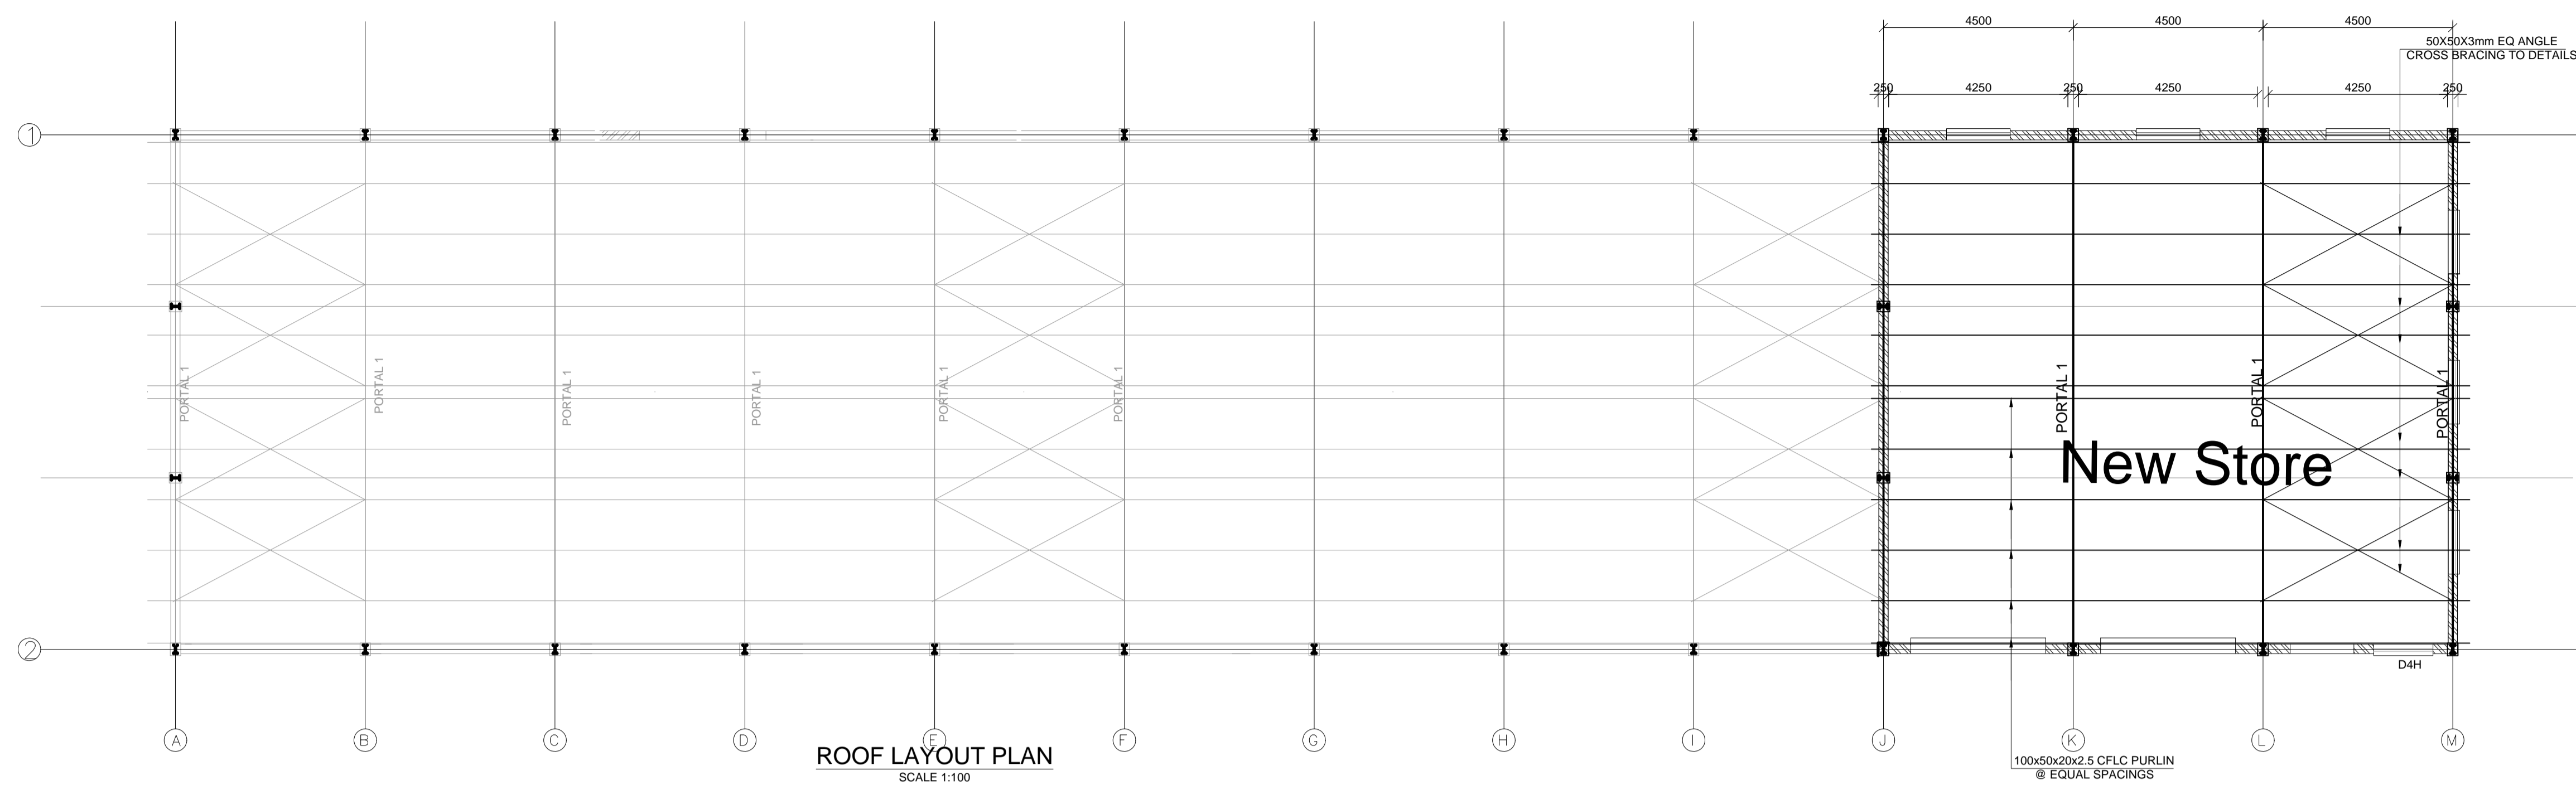 4500 4500 4500
50X50X3mm EQ ANGLE
CROSS BRACING TO DETAILS
250 4250 250 4250 250 4250 250
1
PORTAL 1
PORTAL 1
PORTAL 1
PORTAL 1
PORTAL 1
PORTAL 1
PORTAL 1
PORTAL 1
PORTAL 1
New Store
2
D4H
A B C D E F G H I J K L M
ROOF LAYOUT PLAN
SCALE 1:100
100x50x20x2.5 CFLC PURLIN
@ EQUAL SPACINGS